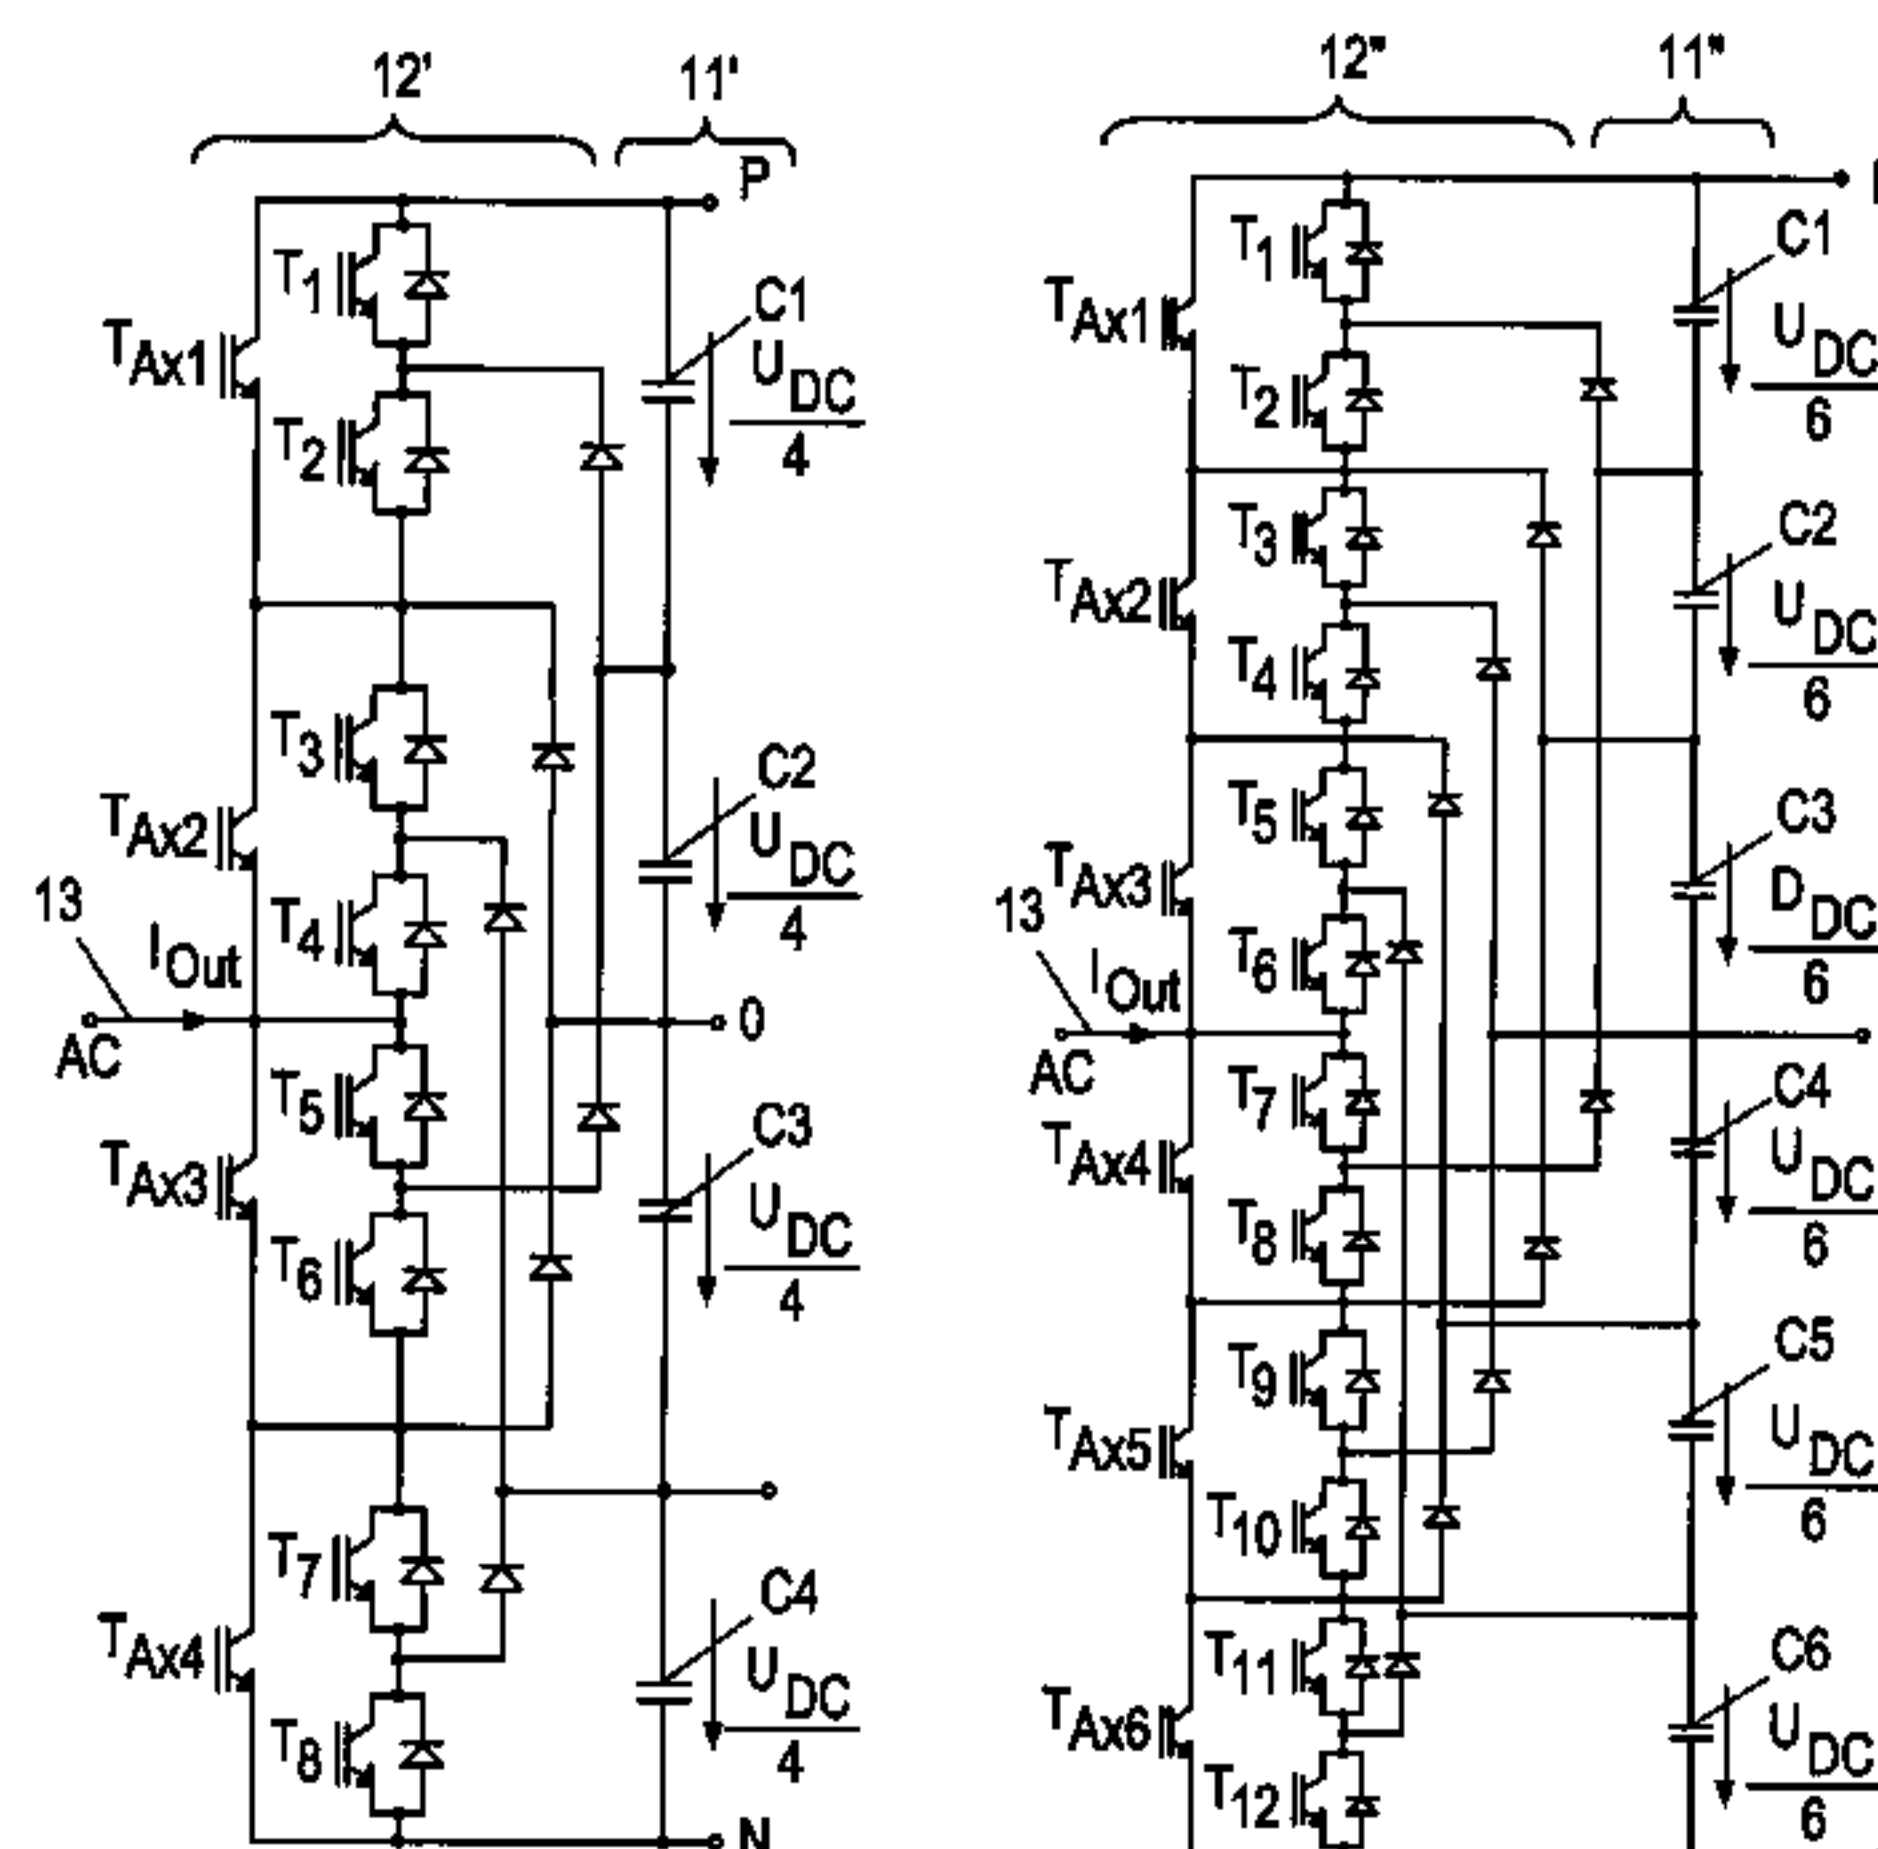 12'
11'
P
T1
TAx1
C1
UDC
4
T2
T3
C2
UDC
4
TAx2
T4
13
IOut
AC
0
T5
C3
UDC
4
TAx3
T6
T7
C4
UDC
4
TAx4
T8
N
12"
11"
T1
TAx1
C1
UDC
6
T2
T3
C2
UDC
6
TAx2
T4
T5
C3
DDC
6
TAx3
13
IOut
AC
T6
T7
C4
UDC
6
TAx4
T8
T9
C5
UDC
6
TAx5
T10
T11
C6
UDC
6
TAx6
T12